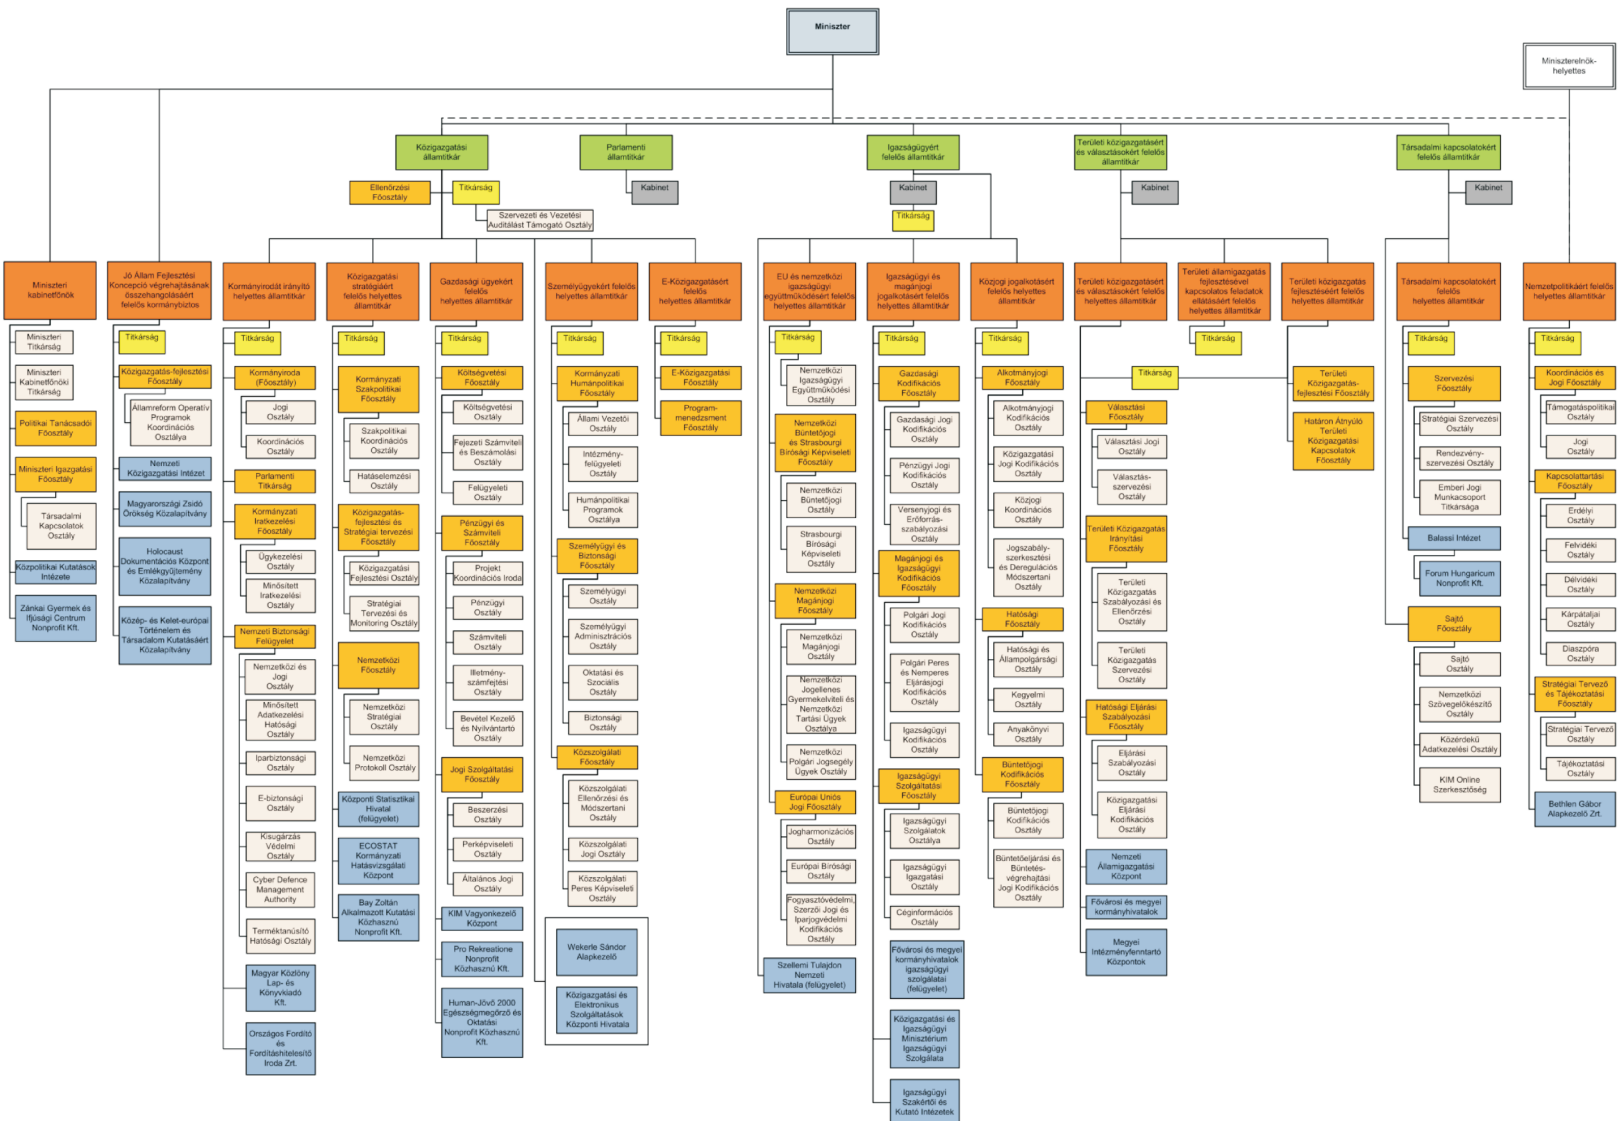 Miniszter
Miniszterelnök-
helyettes
Közigazgatási
államtitkár
Parlamenti
államtitkár
Igazságügyért
felelős államtitkár
Területi közigazgatásért
és választásokért felelős
államtitkár
Társadalmi kapcsolatokért
felelős államtitkár
Ellenőrzési
Főosztály
Titkárság
Kabinet
Kabinet
Kabinet
Kabinet
Szervezeti és Vezetési
Auditálást Támogató Osztály
Titkárság
Miniszteri
kabinetfőnök
Miniszteri
Titkárság
Miniszteri
Kabinetfőnöki
Titkárság
Politikai Tanácsadói
Főosztály
Miniszteri Igazgatási
Főosztály
Társadalmi
Kapcsolatok
Osztály
Közpolitikai Kutatások
Intézete
Zánkai Gyermek és
Ifjúsági Centrum
Nonprofit Kft.
Jó Állam Fejlesztési
Koncepció végrehajtásának
összehangolásáért
felelős kormánybiztos
Titkárság
Közigazgatás-fejlesztési
Főosztály
Államreform Operatív
Programok
Koordinációs
Osztálya
Nemzeti
Közigazgatási Intézet
Magyarországi Zsidó
Örökség Közalapítvány
Holocaust
Dokumentációs Központ
és Emlékgyűjtemény
Közalapítvány
Közép- és Kelet-európai
Történelem és
Társadalom Kutatásáért
Közalapítvány
Kormányirodát irányító
helyettes államtitkár
Titkárság
Kormányiroda
(Főosztály)
Jogi
Osztály
Koordinációs
Osztály
Parlamenti
Titkárság
Kormányzati
Iratkezelési
Főosztály
Ügykezelési
Osztály
Minősített
Iratkezelési
Osztály
Nemzeti Biztonsági
Felügyelet
Nemzetközi és
Jogi
Osztály
Minősített
Adatkezelési
Hatósági
Osztály
Iparbiztonsági
Osztály
E-biztonsági
Osztály
Kisugárzás
Védelmi
Osztály
Cyber Defence
Management
Authority
Terméktanúsító
Hatósági Osztály
Magyar Közlöny
Lap- és
Könyvkiadó
Kft.
Országos Fordító
és
Fordításhitelesítő
Iroda Zrt.
Közigazgatási
stratégiáért
felelős helyettes
államtitkár
Titkárság
Kormányzati
Szakpolitikai
Főosztály
Szakpolitikai
Koordinációs
Osztály
Hatáselemzési
Osztály
Közigazgatás-
fejlesztési és
Stratégiai tervezési
Főosztály
Közigazgatási
Fejlesztési Osztály
Stratégiai
Tervezési és
Monitoring Osztály
Nemzetközi
Főosztály
Nemzetközi
Stratégiai
Osztály
Nemzetközi
Protokoll Osztály
Központi Statisztikai
Hivatal
(felügyelet)
ECOSTAT
Kormányzati
Hatásvizsgálati
Központ
Bay Zoltán
Alkalmazott Kutatási
Közhasznú
Nonprofit Kft.
Gazdasági ügyekért
felelős
helyettes államtitkár
Titkárság
Költségvetési
Főosztály
Költségvetési
Osztály
Fejezeti Számviteli
és Beszámolási
Osztály
Felügyeleti
Osztály
Pénzügyi és
Számviteli
Főosztály
Projekt
Koordinációs Iroda
Pénzügyi
Osztály
Számviteli
Osztály
Illetmény-
számfejtési
Osztály
Bevétel Kezelő
és Nyilvántartó
Osztály
Jogi Szolgáltatási
Főosztály
Beszerzési
Osztály
Perképviseleti
Osztály
Általános Jogi
Osztály
KIM Vagyonkezelő
Központ
Pro Rekreatione
Nonprofit
Közhasznú Kft.
Human-Jövő 2000
Egészségmegőrző és
Oktatási
Nonprofit Közhasznú
Kft.
Személyügyekért felelős
helyettes államtitkár
Titkárság
Kormányzati
Humánpolitikai
Főosztály
Állami Vezetői
Osztály
Intézmény-
felügyeleti
Osztály
Humánpolitikai
Programok
Osztálya
Személyügyi és
Biztonsági
Főosztály
Személyügyi
Osztály
Személyügyi
Adminisztrációs
Osztály
Oktatási és
Szociális
Osztály
Biztonsági
Osztály
Közszolgálati
Főosztály
Közszolgálati
Ellenőrzési és
Módszertani
Osztály
Közszolgálati
Jogi Osztály
Közszolgálati
Peres Képviseleti
Osztály
Wekerle Sándor
Alapkezelő
Közigazgatási és
Elektronikus
Szolgáltatások
Központi Hivatala
E-Közigazgatásért
felelős
helyettes államtitkár
Titkárság
E-Közigazgatási
Főosztály
Program-
menedzsment
Főosztály
EU és nemzetközi
igazságügyi
együttműködésért felelős
helyettes államtitkár
Titkárság
Nemzetközi
Igazságügyi
Együttműködési
Osztály
Nemzetközi
Büntetőjogi
és Strasbourgi
Bírósági Képviseleti
Főosztály
Nemzetközi
Büntetőjogi
Osztály
Strasbourgi
Bírósági
Képviseleti
Osztály
Nemzetközi
Magánjogi
Főosztály
Nemzetközi
Magánjogi
Osztály
Nemzetközi
Jogellenes
Gyermekelviteli és
Nemzetközi
Tartási Ügyek
Osztálya
Nemzetközi
Polgári Jogsegély
Ügyek Osztály
Európai Uniós
Jogi Főosztály
Jogharmonizációs
Osztály
Európai Bírósági
Osztály
Fogyasztóvédelmi,
Szerzői Jogi és
Iparjogvédelmi
Kodifikációs
Osztály
Szellemi Tulajdon
Nemzeti
Hivatala (felügyelet)
Igazságügyi és
magánjogi
jogalkotásért felelős
helyettes államtitkár
Titkárság
Gazdasági
Kodifikációs
Főosztály
Gazdasági Jogi
Kodifikációs
Osztály
Pénzügyi Jogi
Kodifikációs
Osztály
Versenyjogi és
Erőforrás-
szabályozási
Osztály
Magánjogi és
Igazságügyi
Kodifikációs
Főosztály
Polgári Jogi
Kodifikációs
Osztály
Polgári Peres
és Nemperes
Eljárásjogi
Kodifikációs
Osztály
Igazságügyi
Kodifikációs
Osztály
Igazságügyi
Szolgáltatási
Főosztály
Igazságügyi
Szolgálatok
Osztálya
Igazságügyi
Igazgatási
Osztály
Céginformációs
Osztály
Fővárosi és megyei
kormányhivatalok
igazságügyi
szolgálatai
(felügyelet)
Közigazgatási és
Igazságügyi
Minisztérium
Igazságügyi
Szolgálata
Igazságügyi
Szakértői és
Kutató Intézetek
Közjogi jogalkotásért
felelős helyettes
államtitkár
Titkárság
Alkotmányjogi
Főosztály
Alkotmányjogi
Kodifikációs
Osztály
Közigazgatási
Jogi Kodifikációs
Osztály
Közjogi
Koordinációs
Osztály
Jogszabály-
szerkesztési
és Deregulációs
Módszertani
Osztály
Hatósági
Főosztály
Hatósági és
Állampolgársági
Osztály
Kegyelmi
Osztály
Anyakönyvi
Osztály
Büntetőjogi
Kodifikációs
Főosztály
Büntetőjogi
Kodifikációs
Osztály
Büntetőeljárási és
Büntetés-
végrehajtási
Jogi Kodifikációs
Osztály
Területi közigazgatásért
és választásokért felelős
helyettes államtitkár
Titkárság
Választási
Főosztály
Választási Jogi
Osztály
Választás-
szervezési
Osztály
Területi Közigazgatás
Irányítási
Főosztály
Területi
Közigazgatás
Szabályozási és
Ellenőrzési
Osztály
Területi
Közigazgatás
Szervezési
Osztály
Hatósági Eljárási
Szabályozási
Főosztály
Eljárási
Szabályozási
Osztály
Közigazgatási
Eljárási
Kodifikációs
Osztály
Nemzeti
Államigazgatási
Központ
Fővárosi és megyei
kormányhivatalok
Megyei
Intézményfenntartó
Központok
Területi államigazgatás
fejlesztésével
kapcsolatos feladatok
ellátásáért felelős
helyettes államtitkár
Titkárság
Területi közigazgatás
fejlesztéséért felelős
helyettes államtitkár
Területi
Közigazgatás-
fejlesztési Főosztály
Határon Átnyúló
Területi
Közigazgatási
Kapcsolatok
Főosztály
Társadalmi kapcsolatokért
felelős
helyettes államtitkár
Titkárság
Szervezési
Főosztály
Stratégiai Szervezési
Osztály
Rendezvény-
szervezési Osztály
Emberi Jogi
Munkacsoport
Titkársága
Balassi Intézet
Forum Hungaricum
Nonprofit Kft.
Sajtó
Főosztály
Sajtó
Osztály
Nemzetközi
Szövegelőkészítő
Osztály
Közérdekű
Adatkezelési Osztály
KIM Online
Szerkesztőség
Nemzetpolitikáért felelős
helyettes államtitkár
Titkárság
Koordinációs és
Jogi Főosztály
Támogatáspolitikai
Osztály
Jogi
Osztály
Kapcsolattartási
Főosztály
Erdélyi
Osztály
Felvidéki
Osztály
Délvidéki
Osztály
Kárpátaljai
Osztály
Diaszpóra
Osztály
Stratégiai Tervező
és Tájékoztatási
Főosztály
Stratégiai Tervező
Osztály
Tájékoztatási
Osztály
Bethlen Gábor
Alapkezelő Zrt.